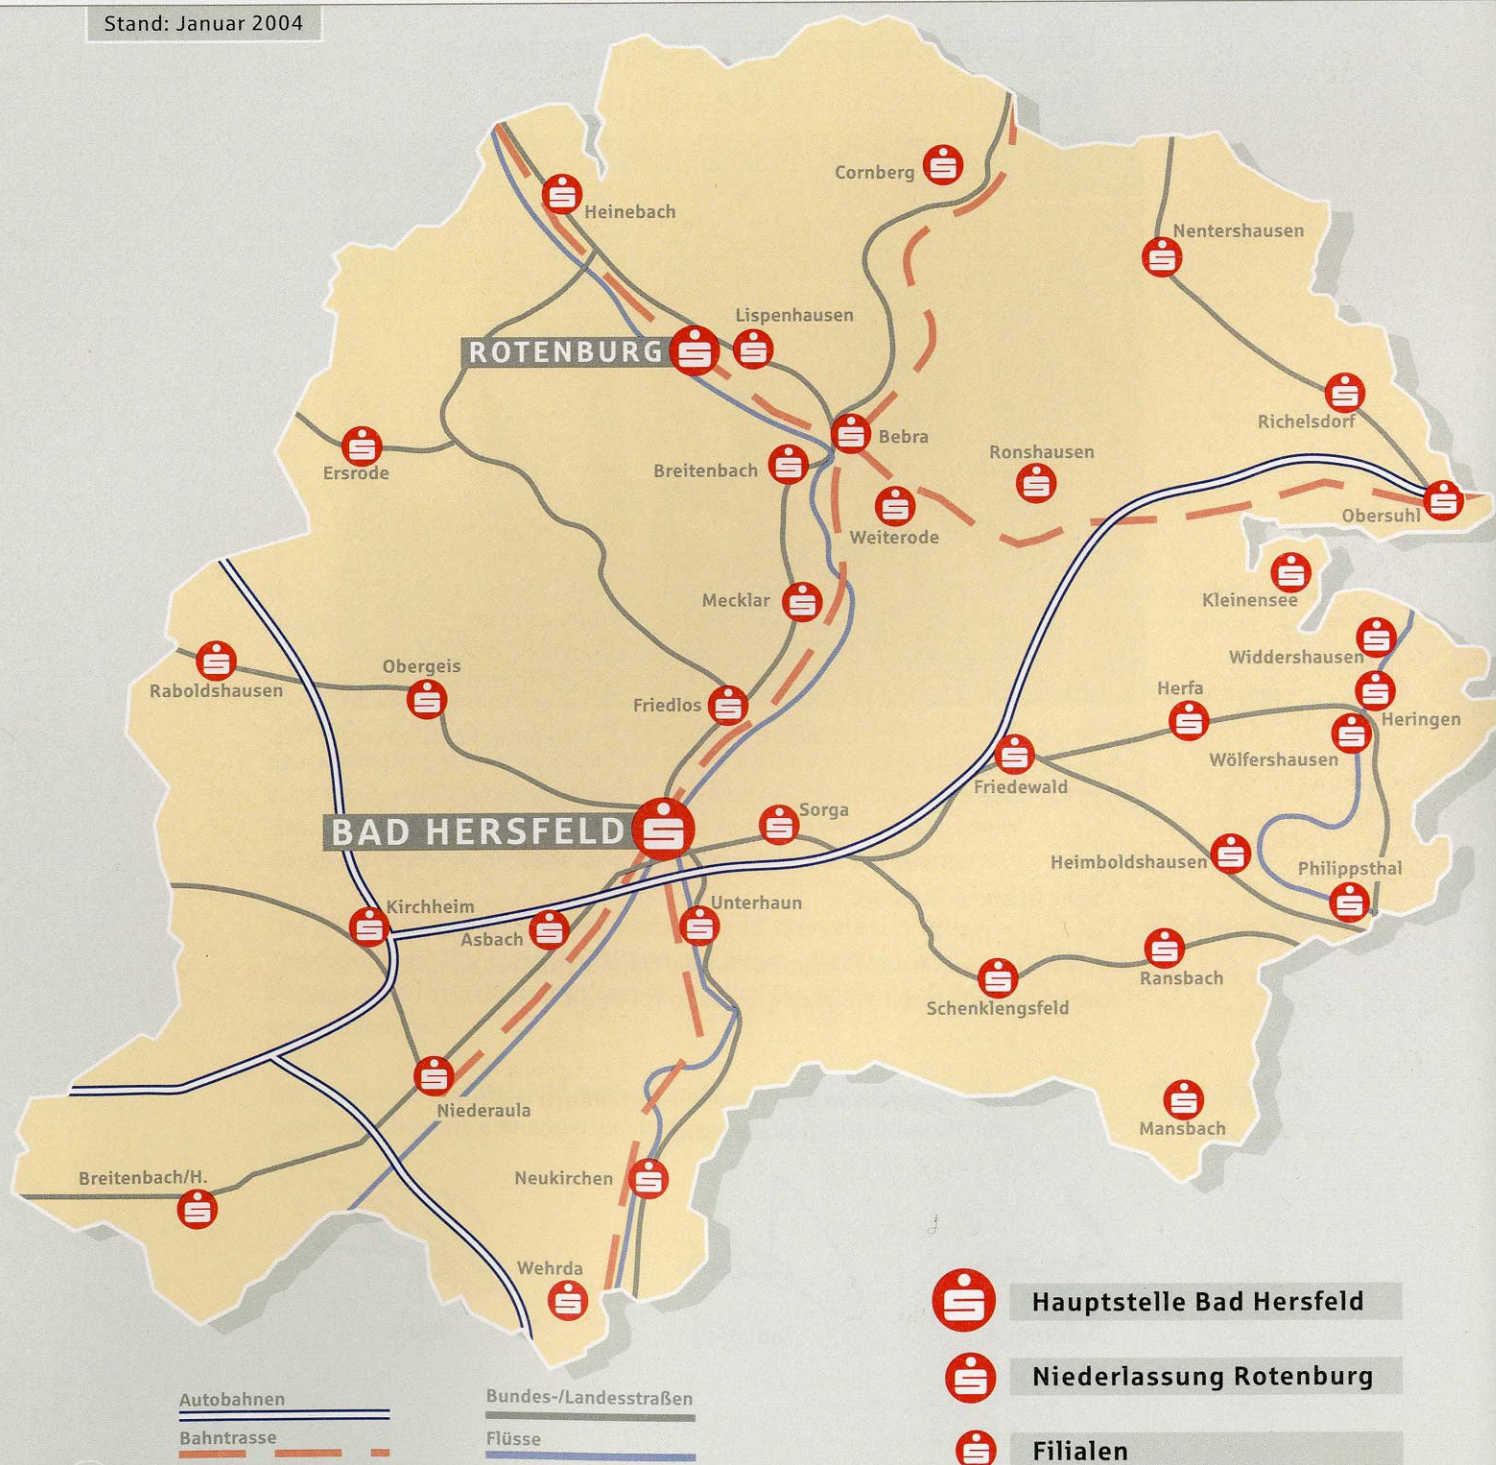 Stand: Januar 2004
Cornberg
Heinebach
Nentershausen
Lispenhausen
ROTENBURG
Richelsdorf
Bebra
Ronshausen
Breitenbach
Ersrode
Obersuhl
Weiterode
Kleinensee
Mecklar
Widdershausen
Obergeis
Raboldshausen
Herfa
Friedlos
Heringen
Wölfershausen
Friedewald
Sorga
BAD HERSFELD
Heimboldshausen
Philippsthal
Kirchheim
Unterhaun
Asbach
Ransbach
Schenklengsfeld
Niederaula
Mansbach
Breitenbach/H.
Neukirchen
Wehrda
Hauptstelle Bad Hersfeld
Niederlassung Rotenburg
Filialen
Autobahnen
Bundes-/Landesstraßen
Bahntrasse
Flüsse